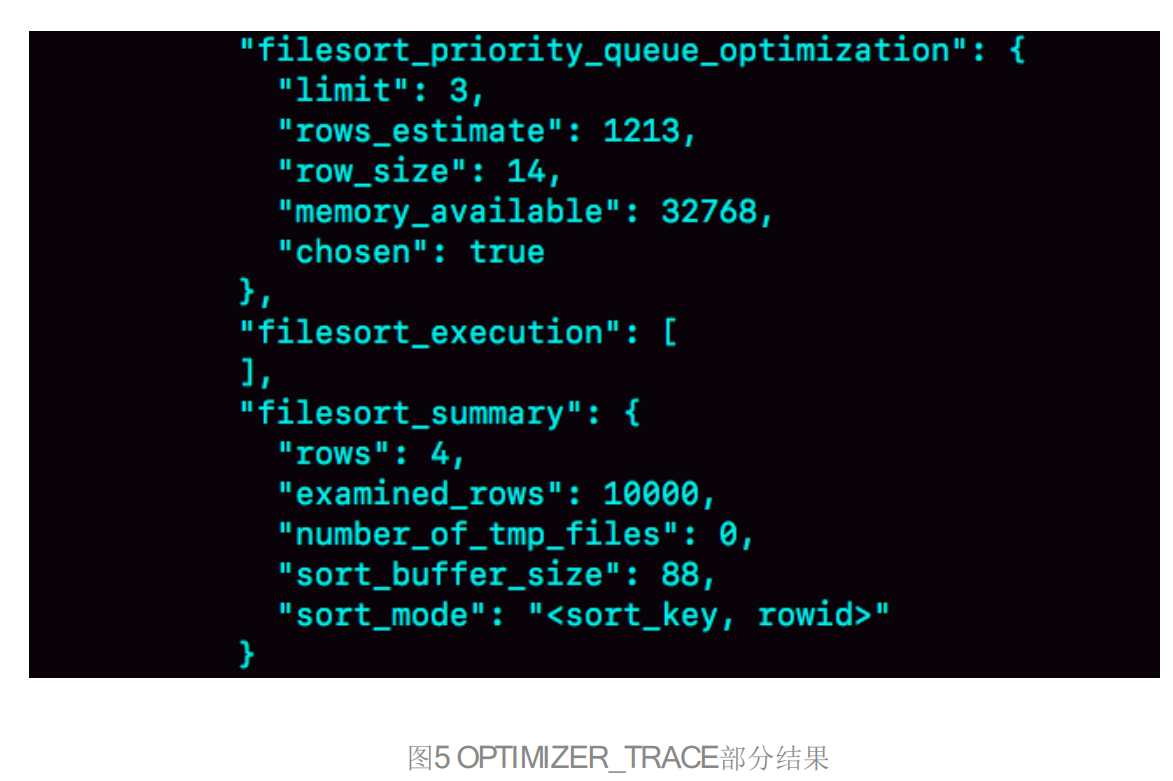 "filesort_priority_queue_optimization": {
"limit": 3,
"rows_estimate": 1213,
"row_size": 14,
"memory_available": 32768,
"chosen": true
},
"filesort_execution": [
],
"filesort_summary": {
"rows": 4,
"examined_rows": 10000,
"number_of_tmp_files": 0,
"sort_buffer_size": 88,
"sort_mode": "<sort_key, rowid>"
}
图5 OPTIMIZER_TRACE部分结果